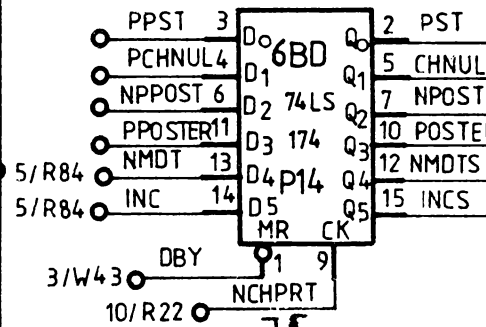 PPST 3 D0 6BD Q0 2 PST
PCHNUL 4 D1 Q1 5 CHNUL
NPPOST 6 D2 74LS Q2 7 NPOST
PPOSTER 11 D3 174 Q3 10 POSTE
5/R84 NMDT 13 D4 P14 Q4 12 NMDTS
5/R84 INC 14 D5 Q5 15 INCS
MR CK
DBY 1 9
3/W43
NCHPRT
10/R22